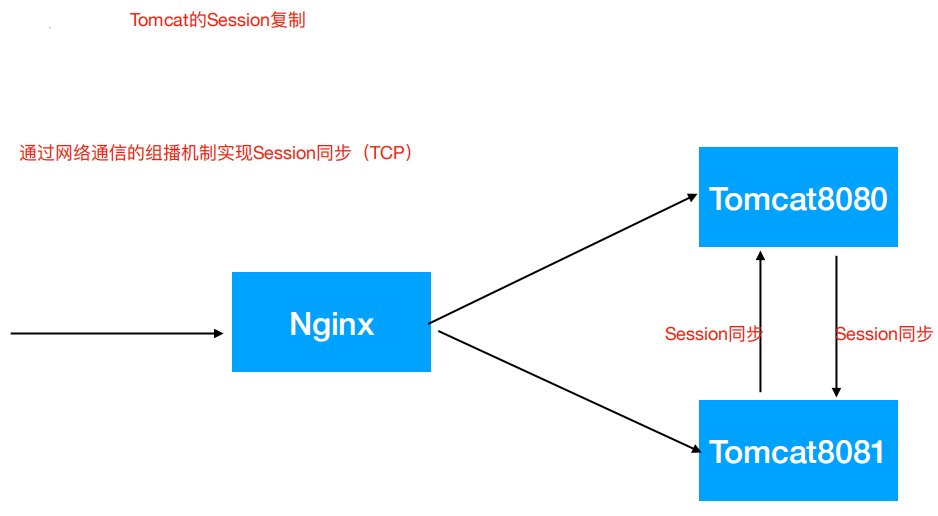 Tomcat的Session复制
通过网络通信的组播机制实现Session同步（TCP）
Tomcat8080
Nginx
Session同步
Session同步
Tomcat8081